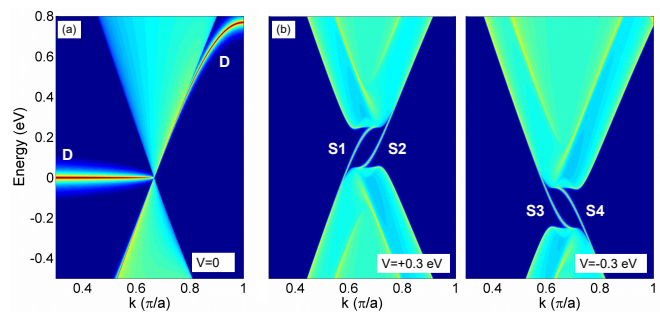 (a)
D
D
V=0
Energy (eV)
0.8
0.6
0.4
0.2
0
-0.2
-0.4
0.4
0.6
0.8
1
k (π/a)
(b)
S1
S2
V=+0.3 eV
0.4
0.6
0.8
1
k (π/a)
S3
S4
V=-0.3 eV
0.4
0.6
0.8
1
k (π/a)